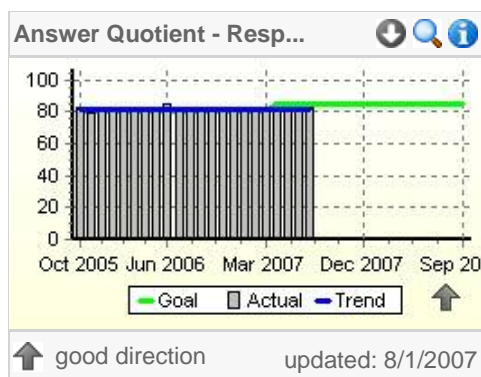 Answer Quotient - Resp...
100
80
60
40
20
0
Oct 2005 Jun 2006 Mar 2007 Dec 2007 Sep 20
Goal Actual Trend
good direction updated: 8/1/2007